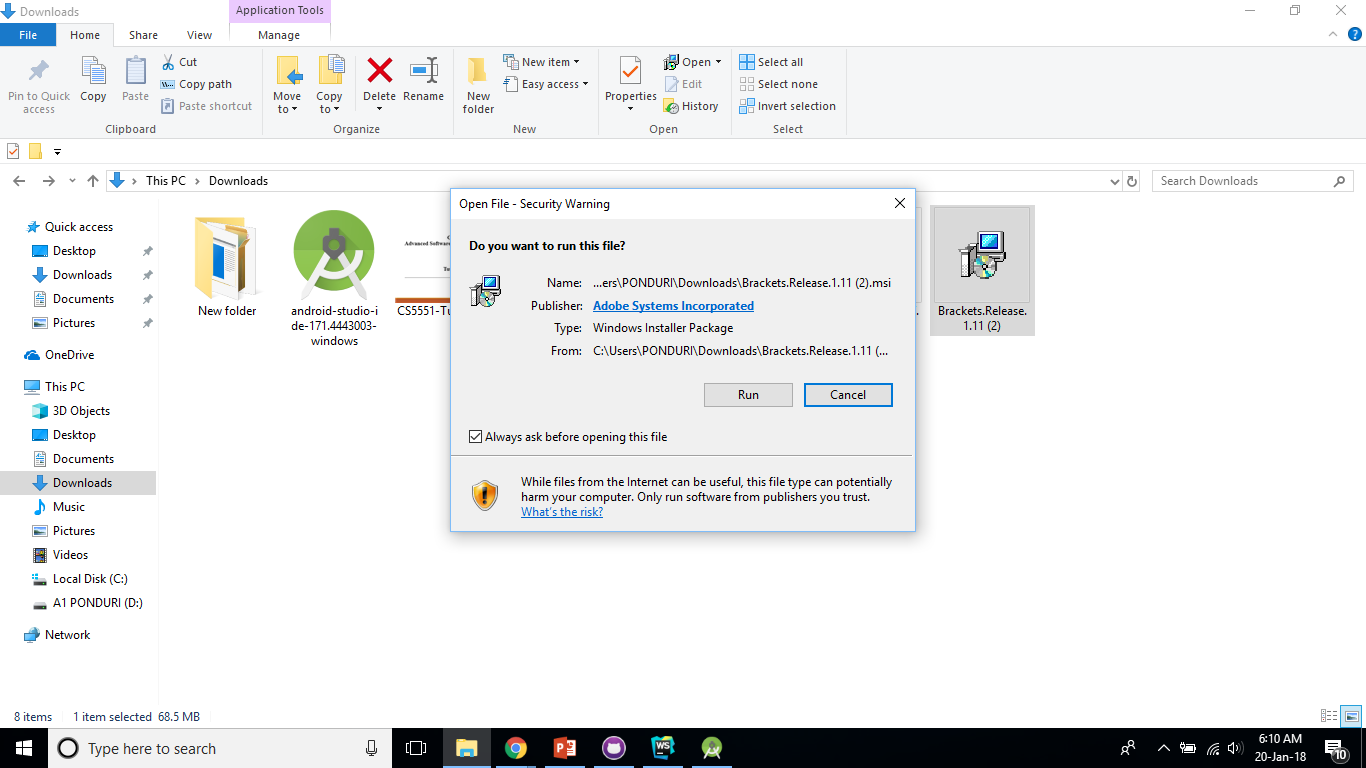 Downloads
Application Tools
File
Home
Share
View
Manage
Pin to Quick access
Copy
Paste
Cut
Copy path
Paste shortcut
Clipboard
Move to
Copy to
Delete
Rename
Organize
New folder
New item
Easy access
New
Properties
Open
Edit
History
Open
Select all
Select none
Invert selection
Select
This PC
Downloads
Search Downloads
Quick access
Desktop
Downloads
Documents
Pictures
OneDrive
This PC
3D Objects
Desktop
Documents
Downloads
Music
Pictures
Videos
Local Disk (C:)
A1 PONDURI (D:)
Network
New folder
android-studio-i
de-171.4443003-
windows
Advanced Software
CS5551-Tu
Brackets.Release.
1.11 (2)
Open File - Security Warning
Do you want to run this file?
Name: ...ers\PONDURI\Downloads\Brackets.Release.1.11 (2).msi
Publisher: Adobe Systems Incorporated
Type: Windows Installer Package
From: C:\Users\PONDURI\Downloads\Brackets.Release.1.11 (...
Run
Cancel
Always ask before opening this file
While files from the Internet can be useful, this file type can potentially
harm your computer. Only run software from publishers you trust.
What's the risk?
8 items
1 item selected 68.5 MB
Type here to search
WS
6:10 AM
20-Jan-18
10